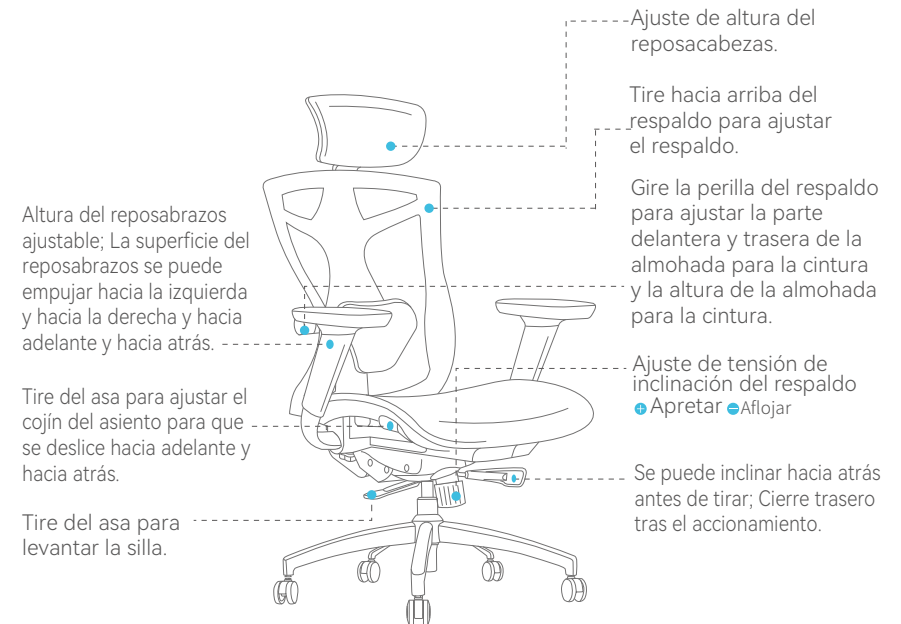 Ajuste de altura del
reposacabezas.
Tire hacia arriba del
respaldo para ajustar
el respaldo.
Gire la perilla del respaldo
para ajustar la parte
delantera y trasera de la
almohada para la cintura
y la altura de la almohada
para la cintura.
Ajuste de tensión de
inclinación del respaldo
+ Apretar - Aflojar
Se puede inclinar hacia atrás
antes de tirar; Cierre trasero
tras el accionamiento.
Altura del reposabrazos
ajustable; La superficie del
reposabrazos se puede
empujar hacia la izquierda
y hacia la derecha y hacia
adelante y hacia atrás.
Tire del asa para ajustar el
cojín del asiento para que
se deslice hacia adelante y
hacia atrás.
Tire del asa para
levantar la silla.